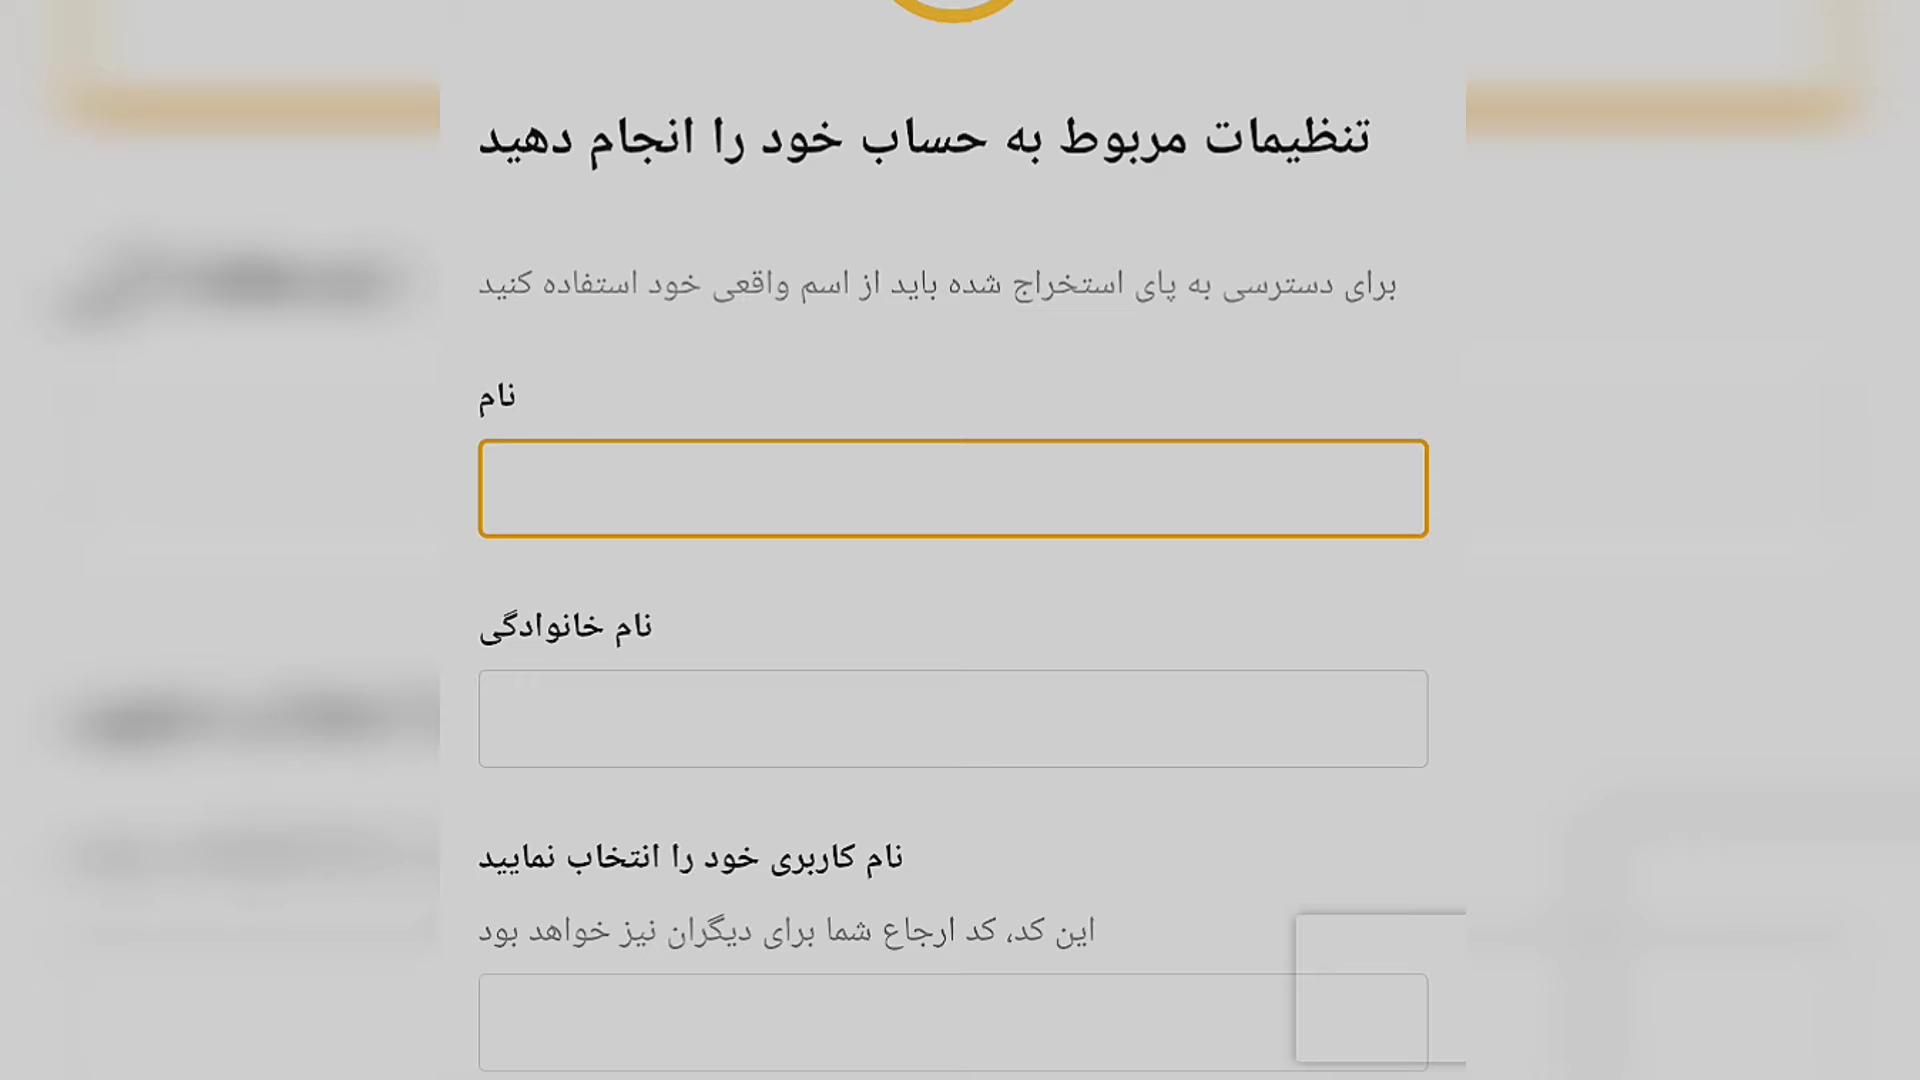 تنظیمات مربوط به حساب خود را انجام دهید
برای دسترسی به پای استخراج شده باید از اسم واقعی خود استفاده کنید
نام
نام خانوادگی
نام کاربری خود را انتخاب نمایید
این کد، کد ارجاع شما برای دیگران نیز خواهد بود